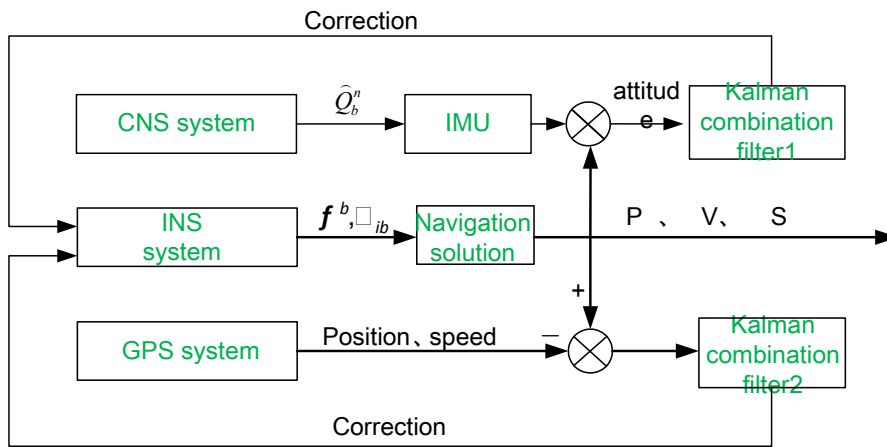 Correction
CNS system
Q̂ᵇⁿ
IMU
attitud
e
Kalman
combination
filter1
INS
system
f ᵇ,□ᵢb
Navigation
solution
P 、 V、 S
+
GPS system
Position、speed
—
Kalman
combination
filter2
Correction